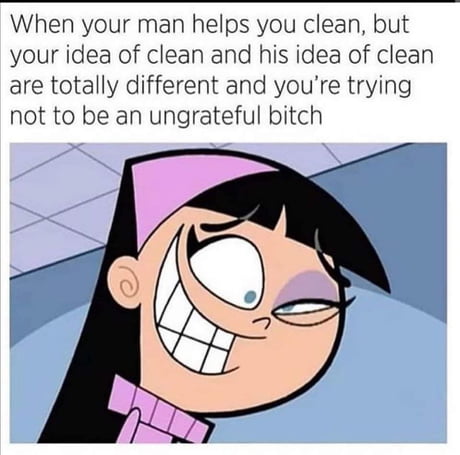 When your man helps you clean, but
your idea of clean and his idea of clean
are totally different and you're trying
not to be an ungrateful bitch